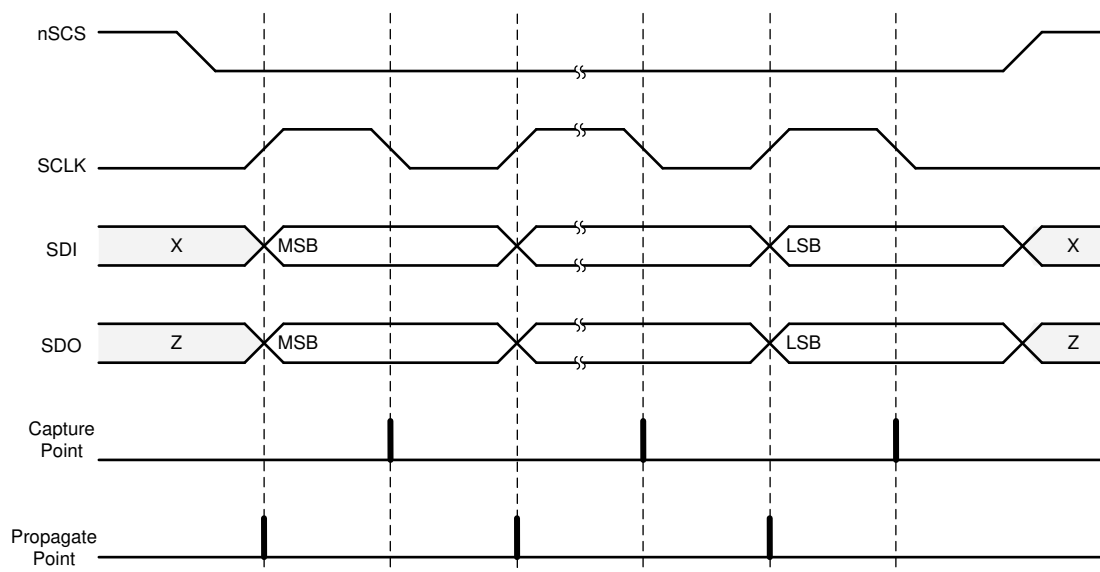 nSCS
SCLK
SDI
X
MSB
LSB
X
SDO
Z
MSB
LSB
Z
Capture
Point
Propagate
Point